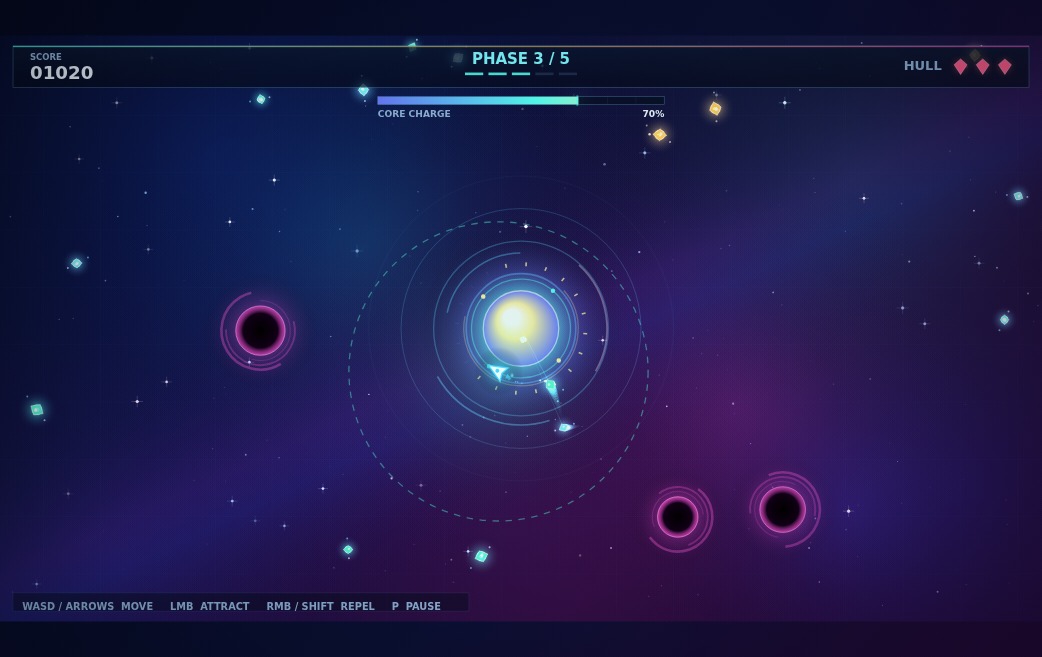 SCORE
01020
PHASE 3 / 5
HULL
CORE CHARGE 70%
WASD / ARROWS MOVE LMB ATTRACT RMB / SHIFT REPEL P PAUSE